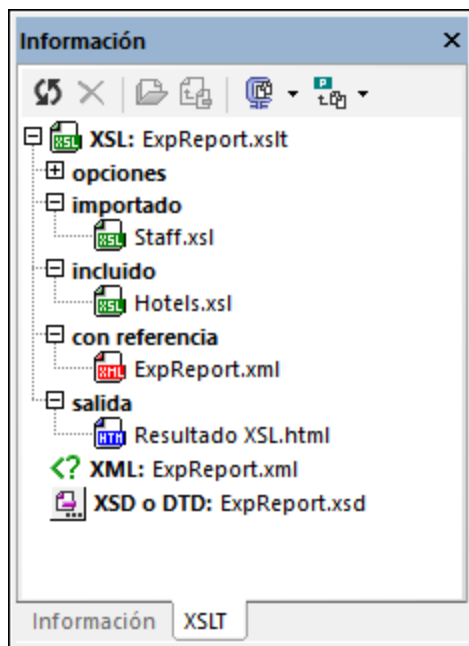 Información
XSL: ExpReport.xslt
opciones
importado
Staff.xsl
incluido
Hotels.xsl
con referencia
ExpReport.xml
salida
Resultado XSL.html
XML: ExpReport.xml
XSD o DTD: ExpReport.xsd
Información XSLT